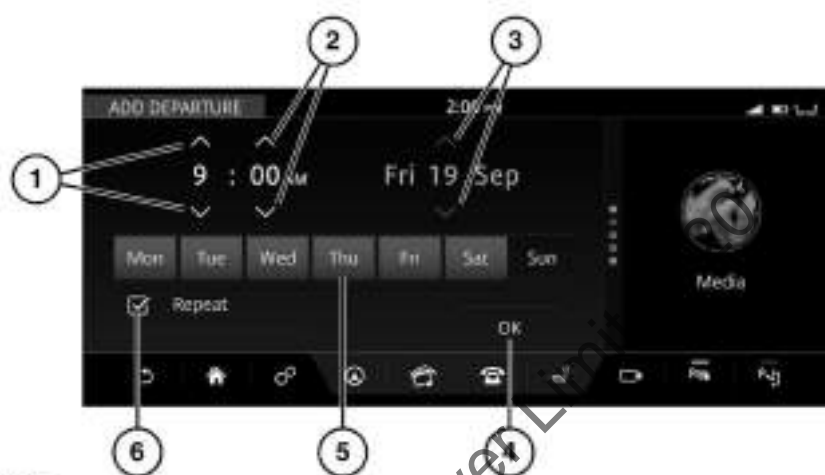 2 3
ADD DEPARTURE 2:00 PM
1
9 : 00 AM Fri 19 Sep
Mon Tue Wed Thu Fri Sat Sun
Media
Repeat
OK
6 5 4